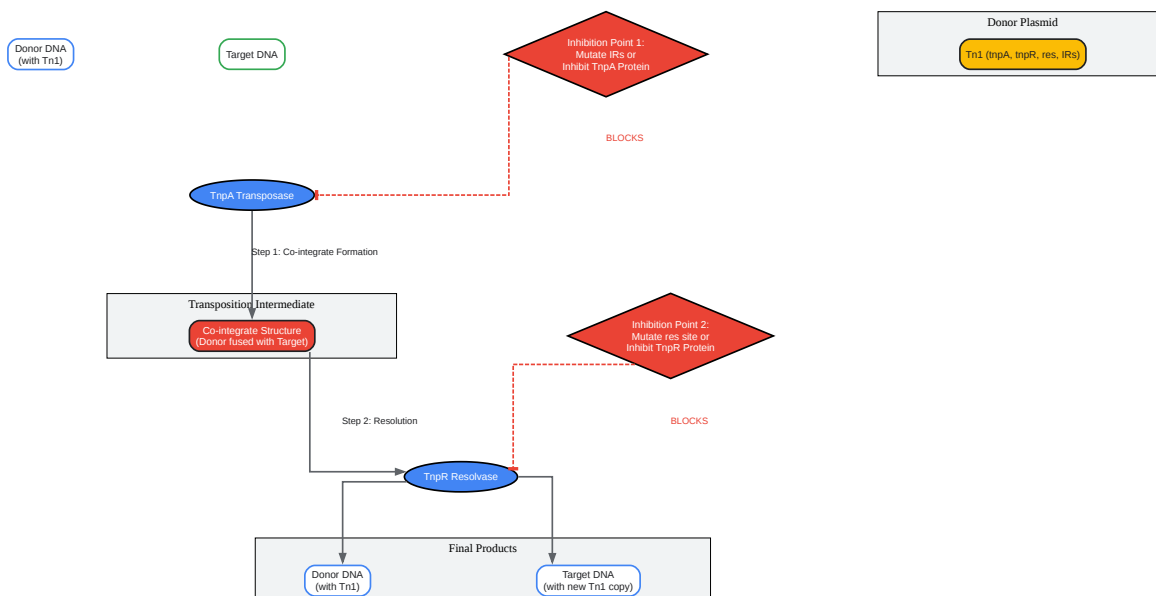 Donor DNA
(with Tn1)
Target DNA
Inhibition Point 1:
Mutate IRs or
Inhibit TnpA Protein
Donor Plasmid
Tn1 (tnpA, tnpR, res, IRs)
BLOCKS
TnpA Transposase
Step 1: Co-integrate Formation
Transposition Intermediate
Co-integrate Structure
(Donor fused with Target)
Inhibition Point 2:
Mutate res site or
Inhibit TnpR Protein
Step 2: Resolution
BLOCKS
TnpR Resolvase
Final Products
Donor DNA
(with Tn1)
Target DNA
(with new Tn1 copy)